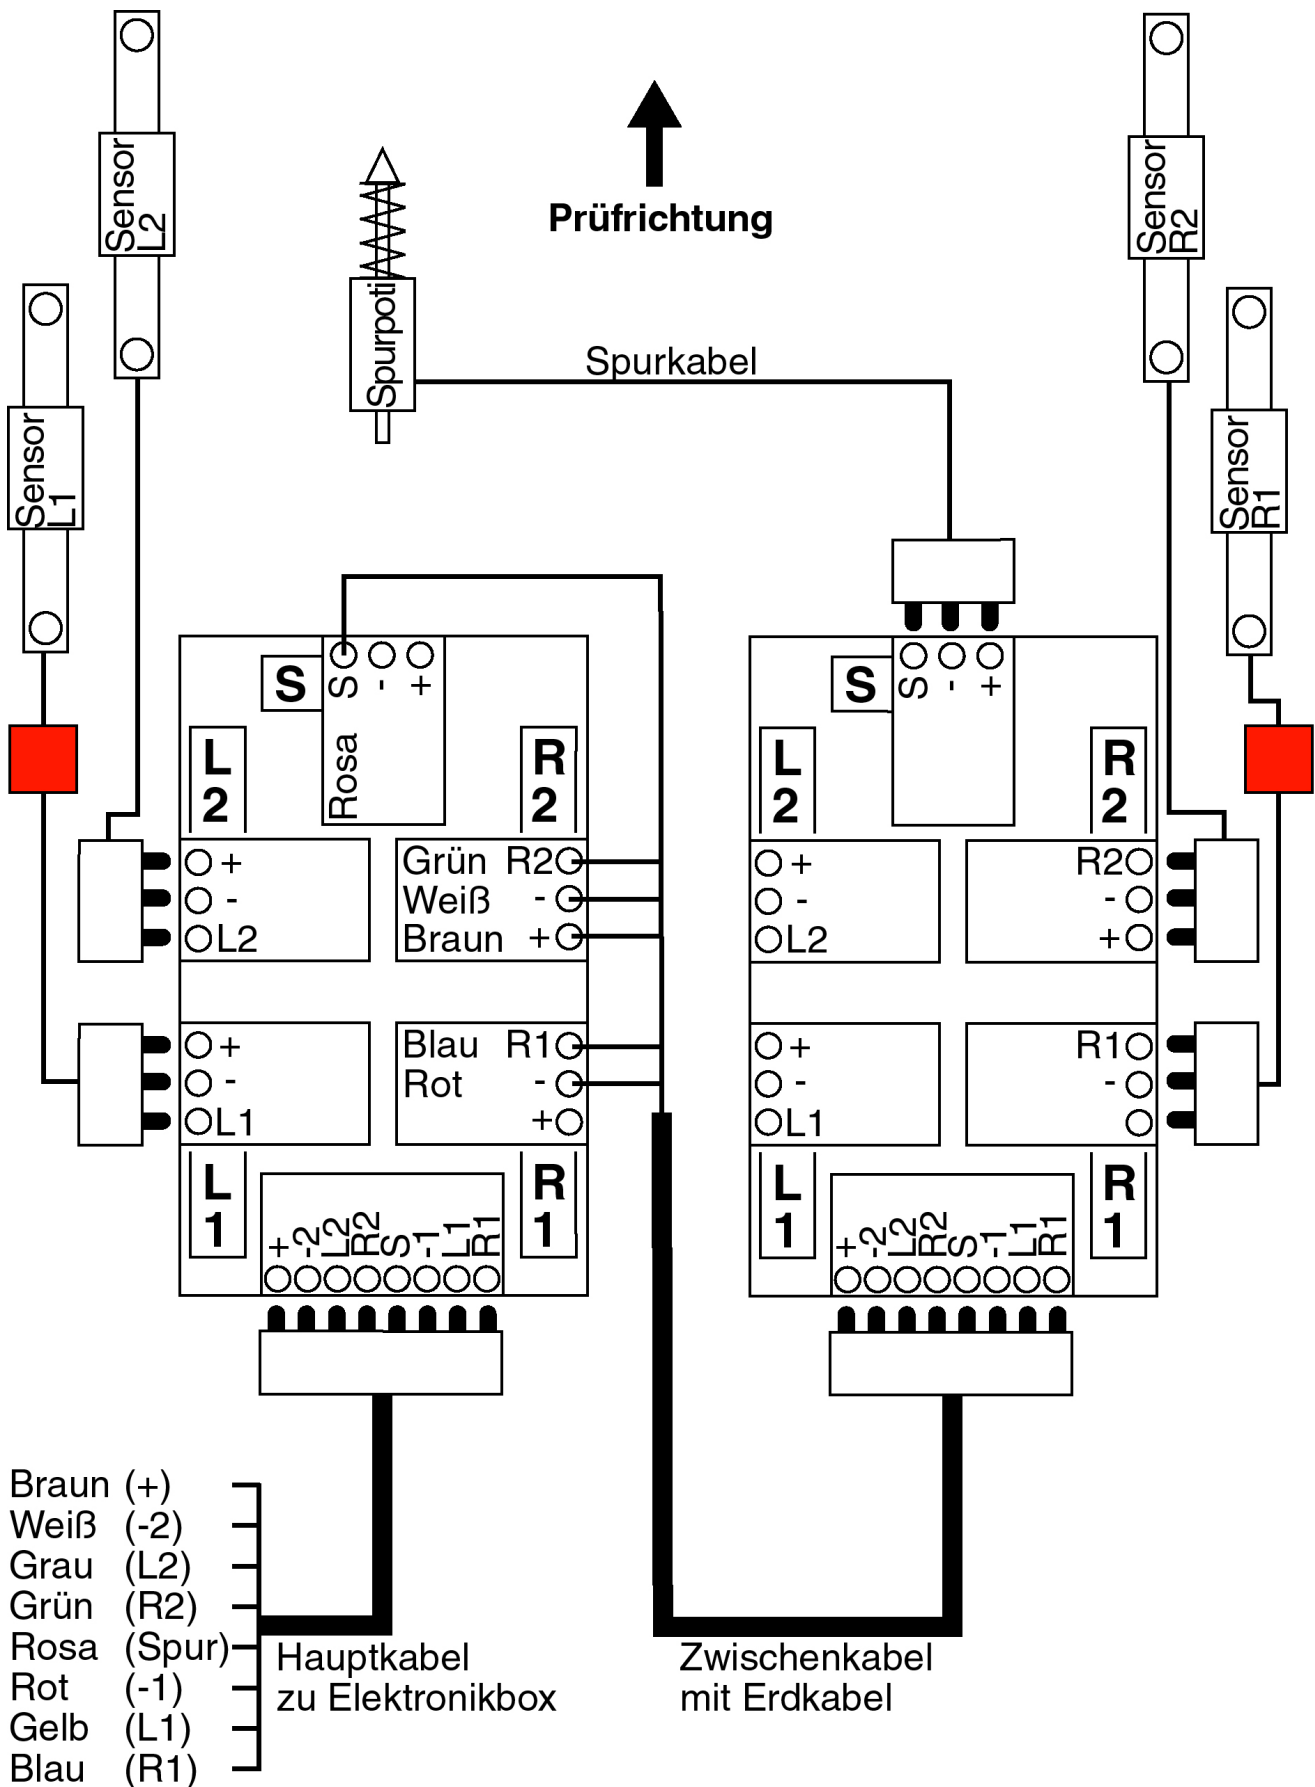 Sensor
L2
Sensor
R2
Prüfrichtung
Spurpoti
Spurkabel
Sensor
L1
Sensor
R1
S
S
-
+
Rosa
L
2
R
2
+
-
L2
Grün R2
Weiß -
Braun +
+
-
L1
Blau R1
Rot -
+
L
1
R
1
+
-2
L2
R2
S
-1
L1
R1
S
S
-
+
L
2
R
2
+
-
L2
R2
-
+
+
-
L1
R1
-
L
1
R
1
+
-2
L2
R2
S
-1
L1
R1
Braun (+)
Weiß (-2)
Grau (L2)
Grün (R2)
Rosa (Spur)
Rot (-1)
Gelb (L1)
Blau (R1)
Hauptkabel
zu Elektronikbox
Zwischenkabel
mit Erdkabel